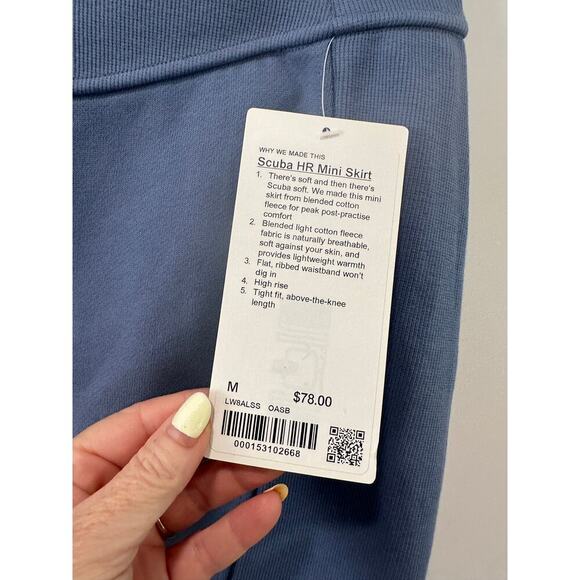 WHY WE MADE THIS
Scuba HR Mini Skirt
1. There's soft and then there's
Scuba soft. We made this mini
skirt from blended cotton
fleece for peak post-practise
comfort
2. Blended light cotton fleece
fabric is naturally breathable,
soft against your skin, and
provides lightweight warmth
3. Flat, ribbed waistband won't
dig in
4. High rise
5. Tight fit, above-the-knee
length
M $78.00
LW8ALSS OASB
000153102668